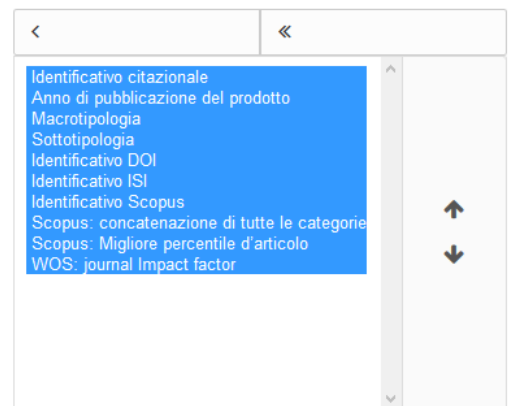 Identificativo citazionale
Anno di pubblicazione del prodotto
Macrotipologia
Sottotipologia
Identificativo DOI
Identificativo ISI
Identificativo Scopus
Scopus: concatenazione di tutte le categorie
Scopus: Migliore percentile d'articolo
WOS: journal Impact factor